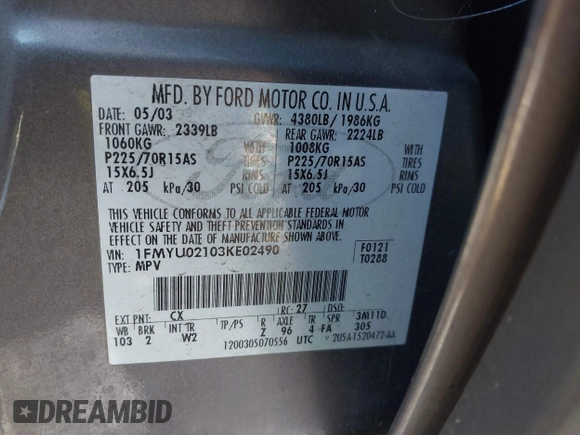 MFD. BY FORD MOTOR CO. IN U.S.A.
DATE: 05/03 GVWR: 4380LB/ 1986KG
FRONT GAWR: 2339LB REAR GAWR: 2224LB
1060KG WITH 1008KG WITH
P225/70R15AS TIRES P225/70R15AS TIRES
15X6.5J RIMS 15X6.5J RIMS
AT 205 kPa/30 PSI COLD AT 205 kPa/30 PSI COLD
THIS VEHICLE CONFORMS TO ALL APPLICABLE FEDERAL MOTOR
VEHICLE SAFETY AND THEFT PREVENTION STANDARDS IN
EFFECT ON THE DATE OF MANUFACTURE SHOWN ABOVE.
VIN: 1FMYU02103KE02490 F0121
TYPE: MPV T0288
EXT PNT: CX RC: 27 DSO:
WB BRK INT TR TP/PS R AXLE TR SPR 3M11D
103 2 W2 Z 96 4 FA 305
1200305070556 UTC ▽ 2U5A-1520472-AA
DREAMBID